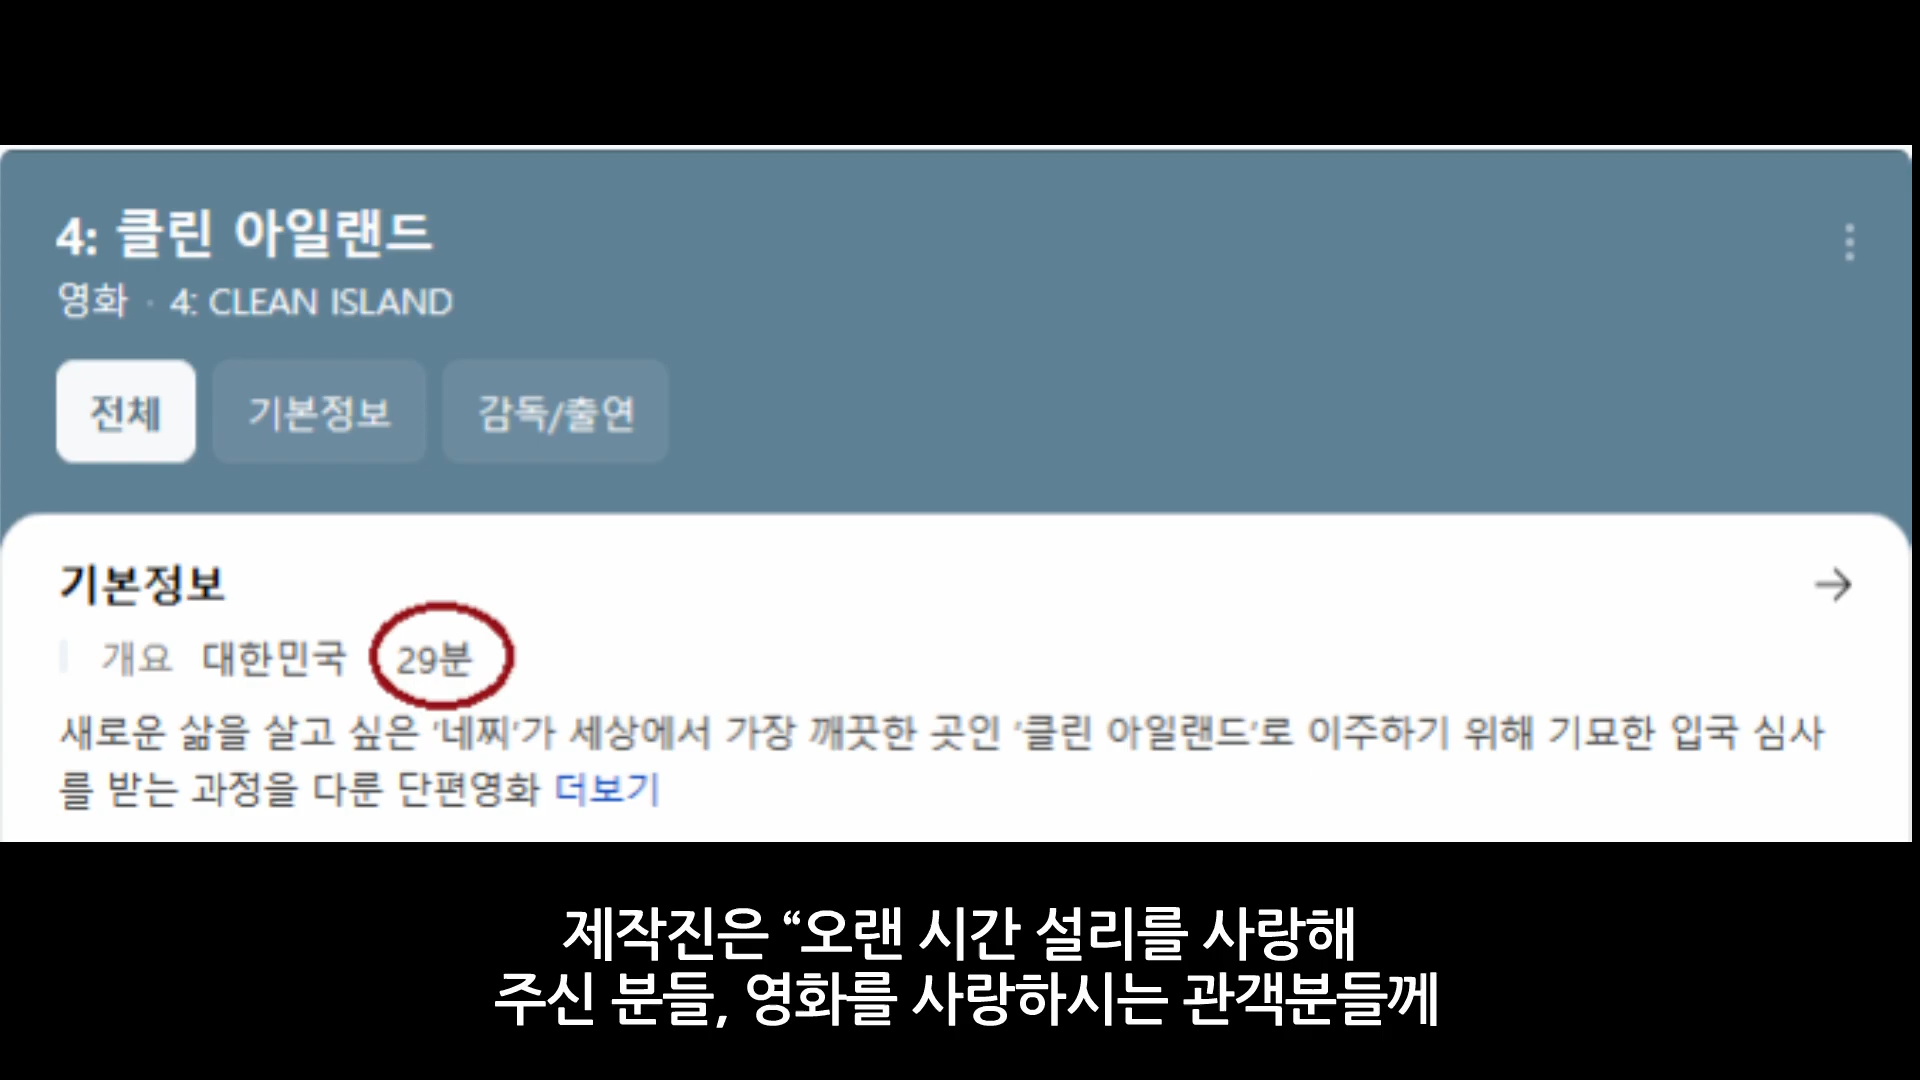 4: 클린 아일랜드
영화 · 4: CLEAN ISLAND
전체 기본정보 감독/출연
기본정보
개요 대한민국 29분
새로운 삶을 살고 싶은 '네찌'가 세상에서 가장 깨끗한 곳인 '클린 아일랜드'로 이주하기 위해 기묘한 입국 심사
를 받는 과정을 다룬 단편영화 더보기
제작진은 “오랜 시간 설리를 사랑해
주신 분들, 영화를 사랑하시는 관객분들께